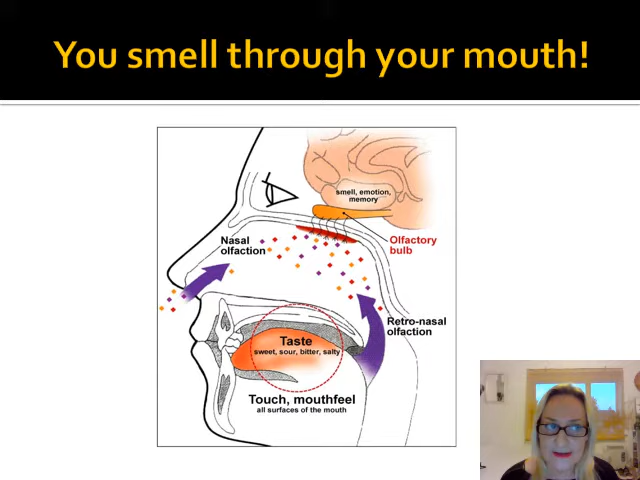 You smell through your mouth!
smell, emotion,
memory
Nasal
olfaction
Olfactory
bulb
Retro-nasal
olfaction
Taste
sweet, sour, bitter, salty
Touch, mouthfeel
all surfaces of the mouth